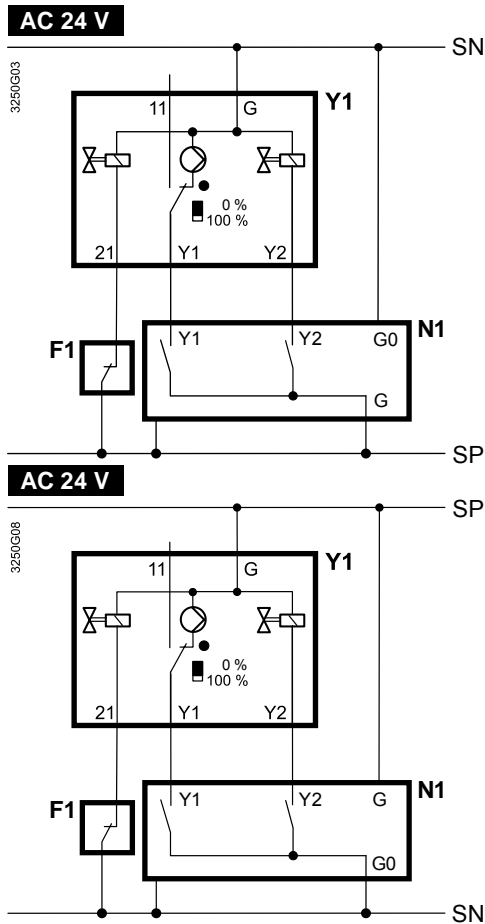 AC 24 V
SN
3250G03
11 G Y1
0 %
100 %
21 Y1 Y2
F1 Y1 Y2 G0 N1
G
SP
AC 24 V
SP
3250G08
11 G Y1
0 %
100 %
21 Y1 Y2
F1 Y1 Y2 G N1
G0
SN